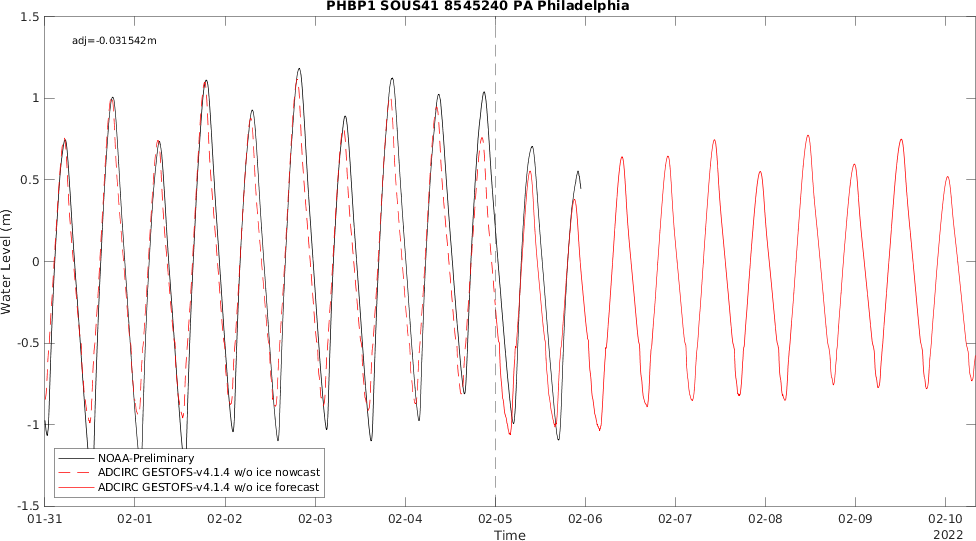 PHBP1 SOUS41 8545240 PA Philadelphia
adj=-0.031542m
Water Level (m)
1.5
1
0.5
0
-0.5
-1
-1.5
NOAA-Preliminary
ADCIRC GESTOFS-v4.1.4 w/o ice nowcast
ADCIRC GESTOFS-v4.1.4 w/o ice forecast
01-31 02-01 02-02 02-03 02-04 02-05 02-06 02-07 02-08 02-09 02-10
Time
2022